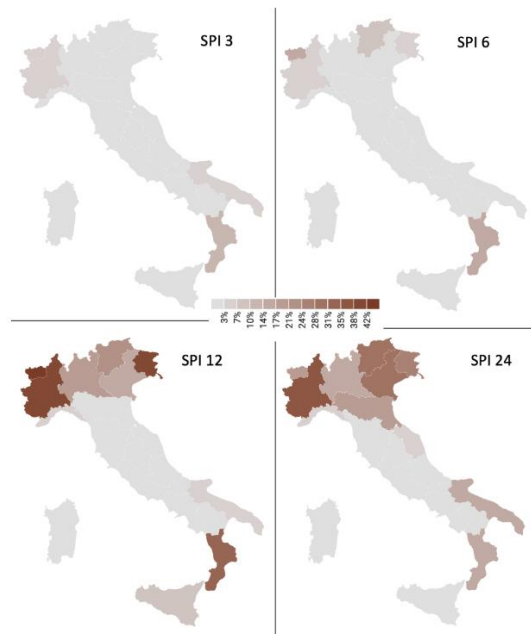 SPI 3
SPI 6
3% 7% 10% 14% 17% 21% 24% 28% 31% 35% 38% 42%
SPI 12
SPI 24